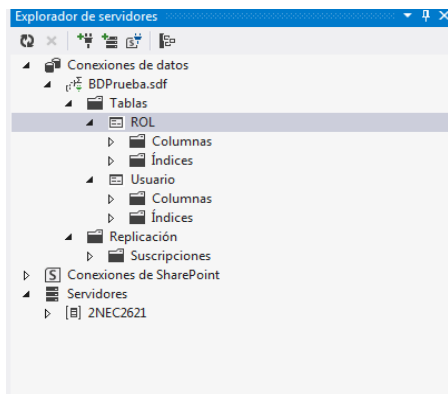 Explorador de servidores
Conexiones de datos
BDPrueba.sdf
Tablas
ROL
Columnas
Índices
Usuario
Columnas
Índices
Replicación
Suscripciones
Conexiones de SharePoint
Servidores
2NEC2621